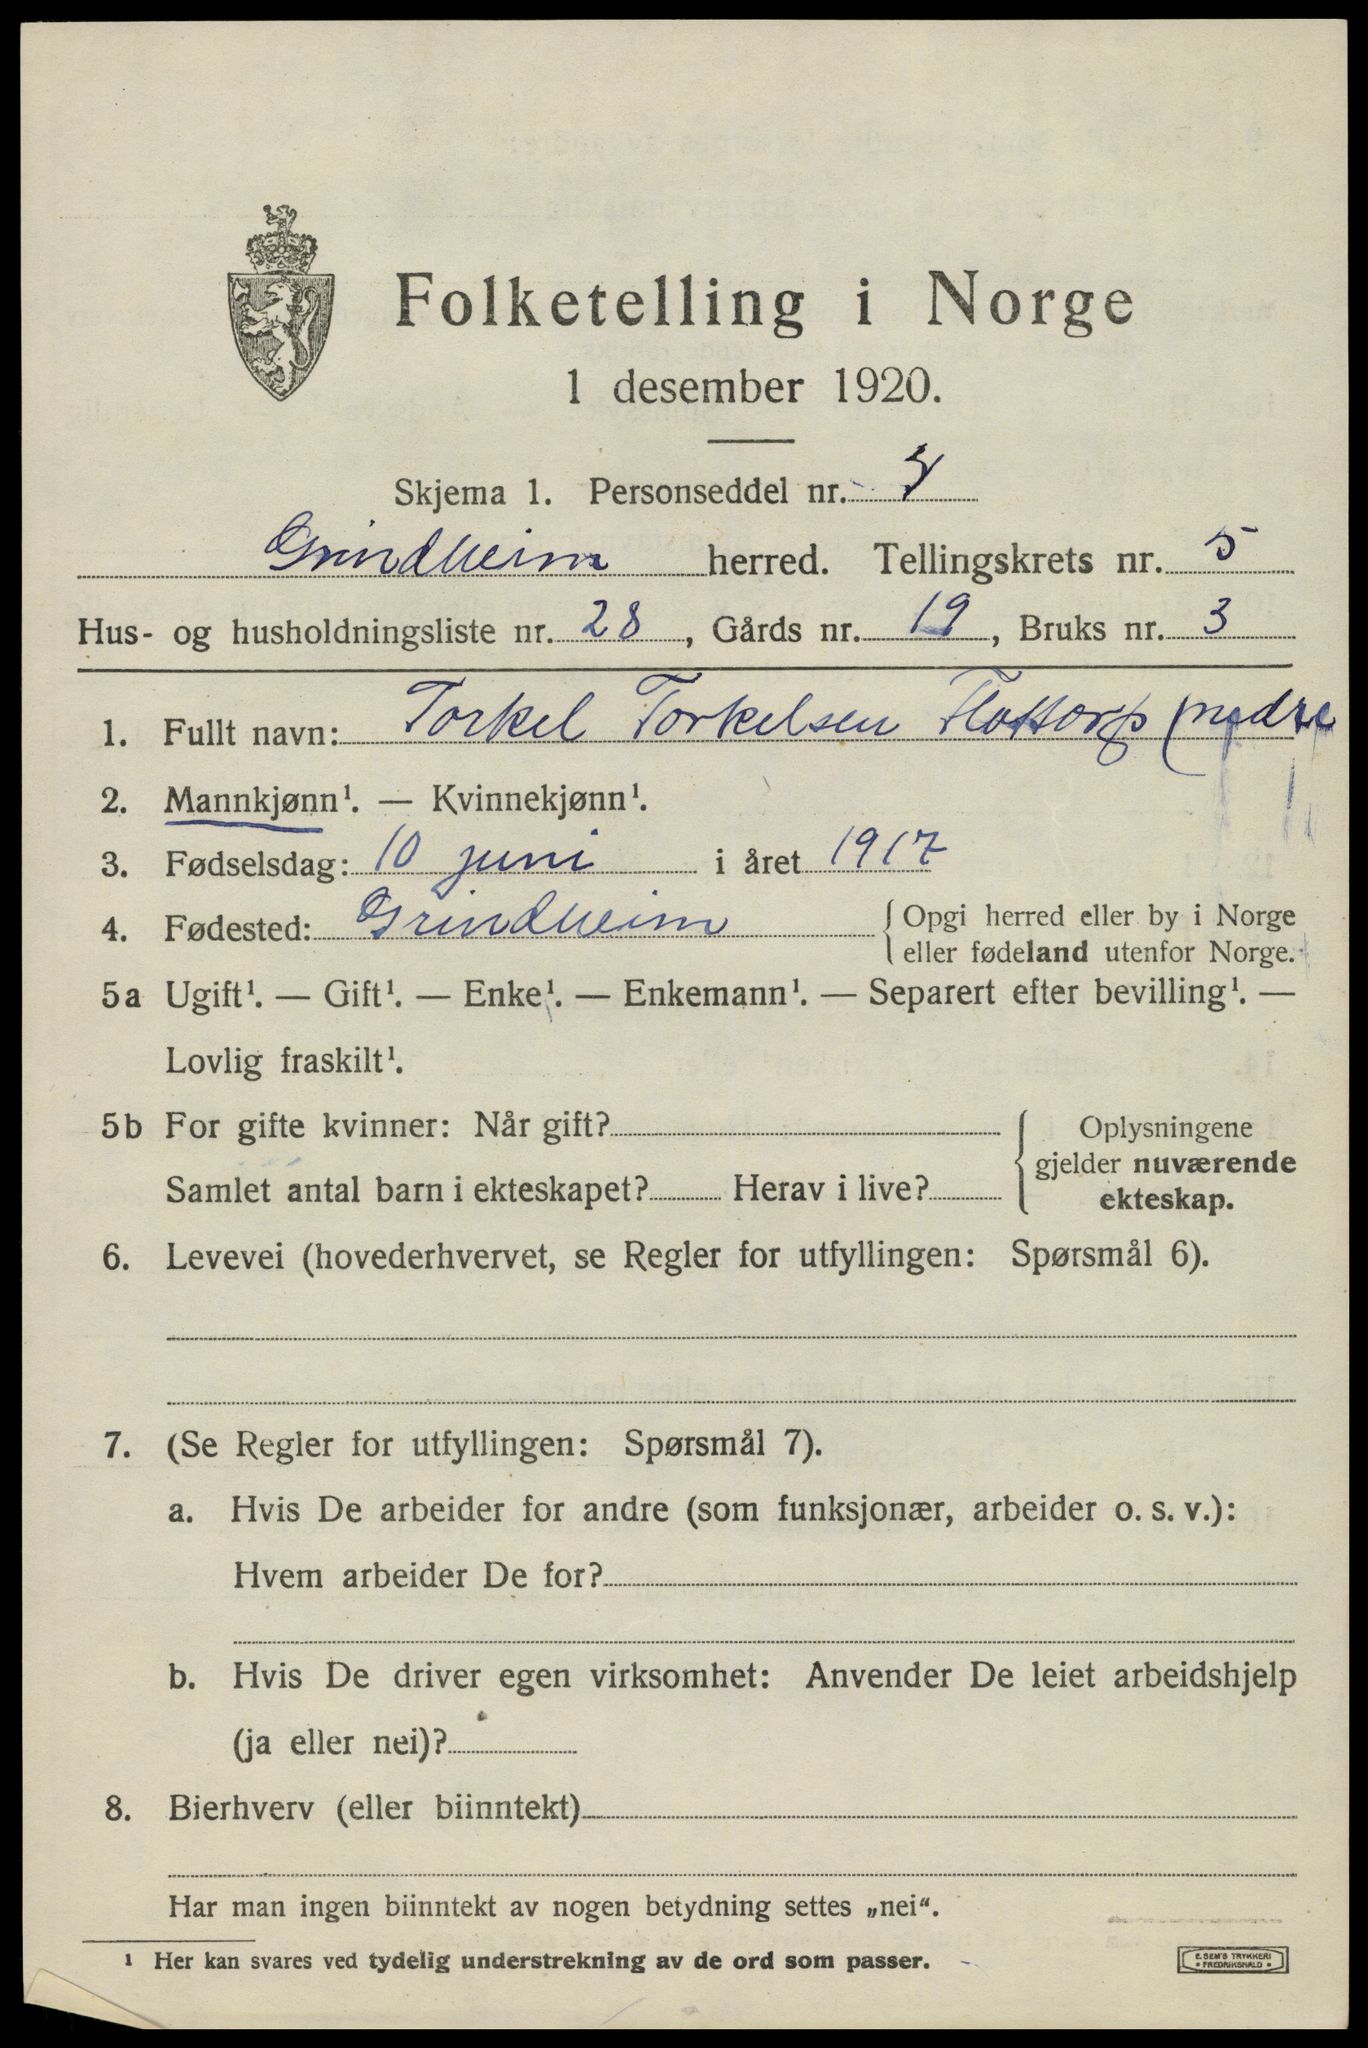 Folketelling i Norge
1 desember 1920.
Skjema 1. Personseddel nr.
Grindheim herred. Tellingskrets nr. 5
Hus- og husholdningsliste nr. 28, Gårds nr. 19, Bruks nr. 3
1. Fullt navn: Torkel Torkelsen Flottorp (nedre
2. Mannkjønn¹. — Kvinnekjønn¹.
3. Fødselsdag: 10 juni i året 1917
4. Fødested: Grindheim { Opgi herred eller by i Norge
eller fødeland utenfor Norge.
5a Ugift¹. — Gift¹. — Enke¹. — Enkemann¹. — Separert efter bevilling¹. —
Lovlig fraskilt¹.
5b For gifte kvinner: Når gift?
Samlet antal barn i ekteskapet? Herav i live?
{ Oplysningene
gjelder nuværende
ekteskap.
6. Levevei (hovederhvervet, se Regler for utfyllingen: Spørsmål 6).
7. (Se Regler for utfyllingen: Spørsmål 7).
a. Hvis De arbeider for andre (som funksjonær, arbeider o. s. v.):
Hvem arbeider De for?
b. Hvis De driver egen virksomhet: Anvender De leiet arbeidshjelp
(ja eller nei)?
8. Bierhverv (eller biinntekt)
Har man ingen biinntekt av nogen betydning settes „nei“.
¹ Her kan svares ved tydelig understrekning av de ord som passer.
E. SEM'S TRYKKERI
• FREDRIKSHALD •